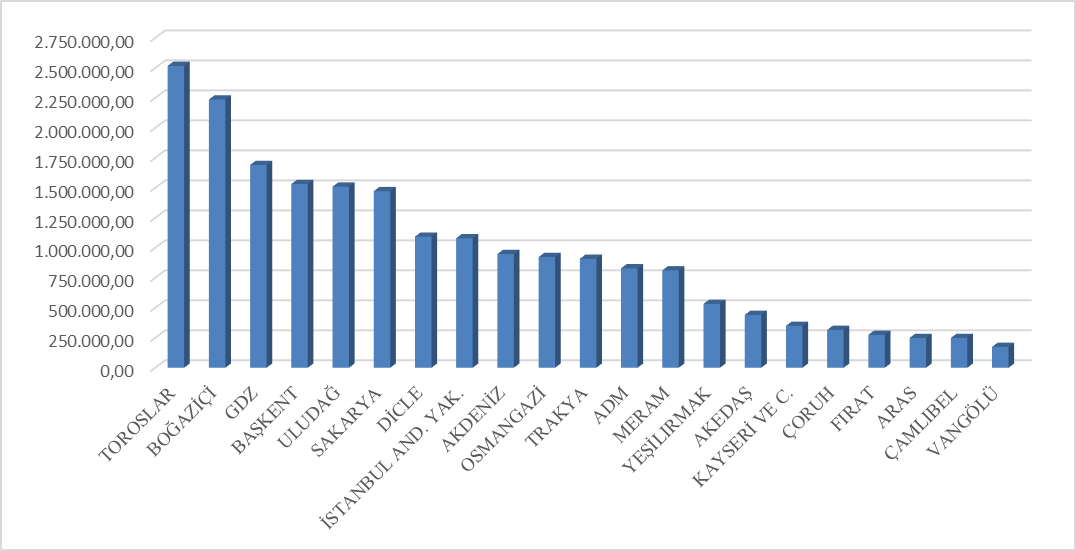 2.750.000,00
2.500.000,00
2.250.000,00
2.000.000,00
1.750.000,00
1.500.000,00
1.250.000,00
1.000.000,00
750.000,00
500.000,00
250.000,00
0,00
TOROSLAR
BOĞAZİÇİ
GDZ
BAŞKENT
ULUDAĞ
SAKARYA
DİCLE
İSTANBUL AND. YAK.
AKDENİZ
OSMANGAZİ
TRAKYA
ADM
MERAM
YEŞİLIRMAK
AKEDAŞ
KAYSERİ VE C.
ÇORUH
FIRAT
ARAS
ÇAMLIBEL
VANGÖLÜ